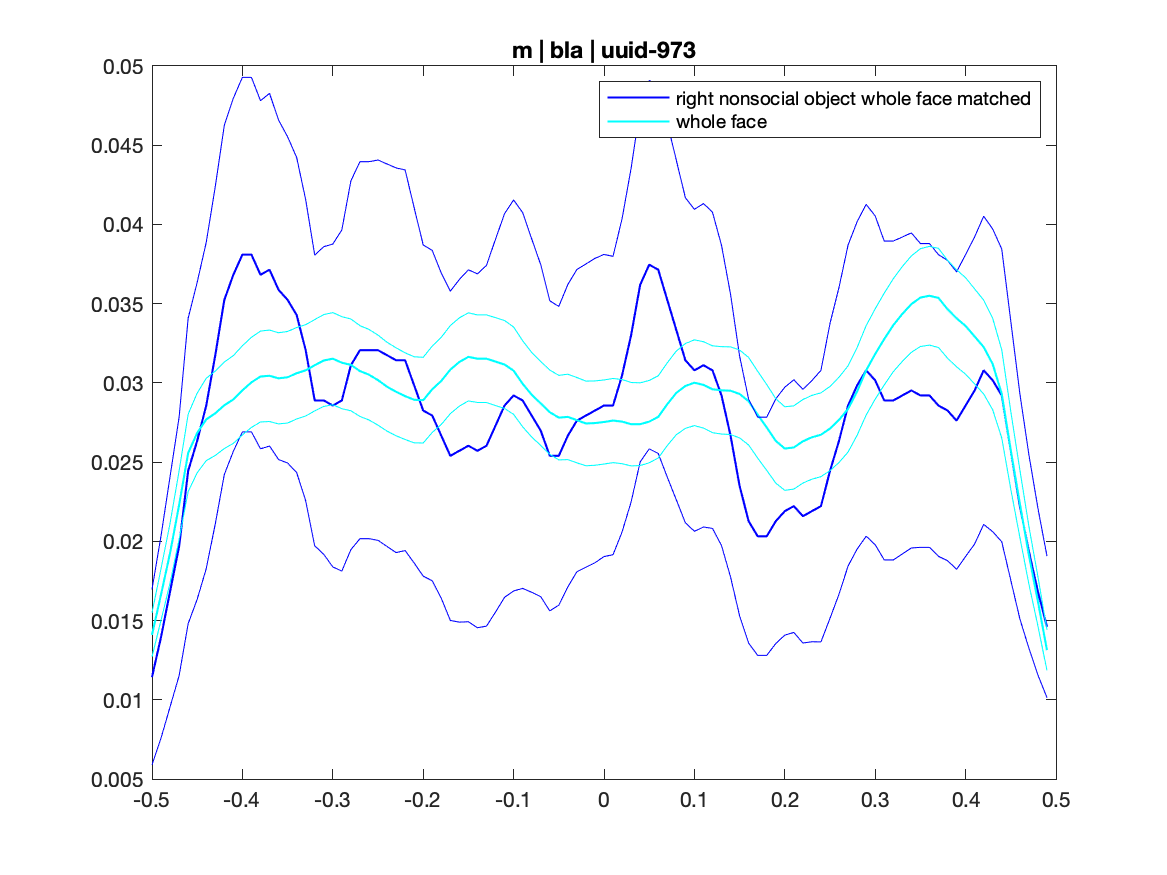 m | bla | uuid-973
right nonsocial object whole face matched
whole face
0.05
0.045
0.04
0.035
0.03
0.025
0.02
0.015
0.01
0.005
-0.5 -0.4 -0.3 -0.2 -0.1 0 0.1 0.2 0.3 0.4 0.5